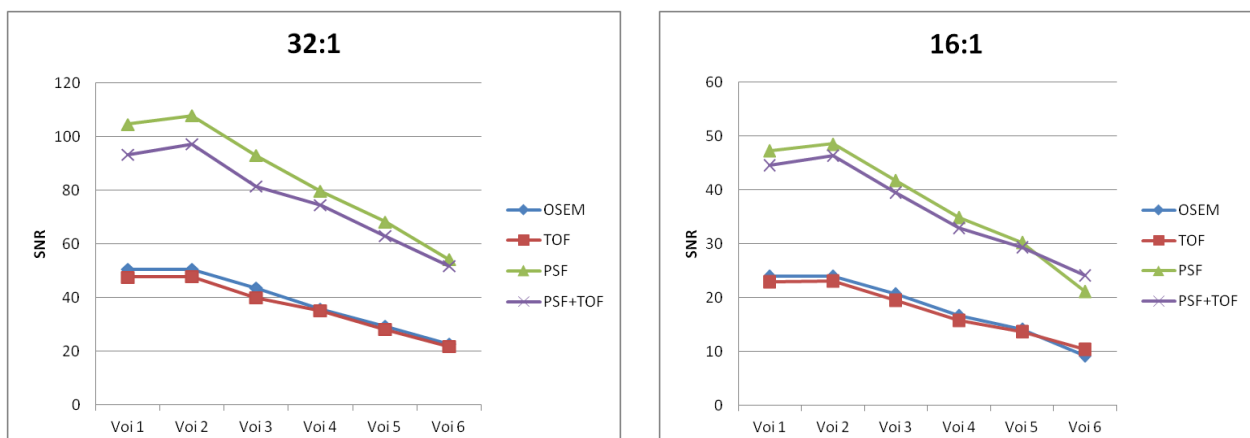 32:1
120
100
80
60
40
20
0
SNR
Voi 1 Voi 2 Voi 3 Voi 4 Voi 5 Voi 6
OSEM
TOF
PSF
PSF+TOF
16:1
60
50
40
30
20
10
0
SNR
Voi 1 Voi 2 Voi 3 Voi 4 Voi 5 Voi 6
OSEM
TOF
PSF
PSF+TOF